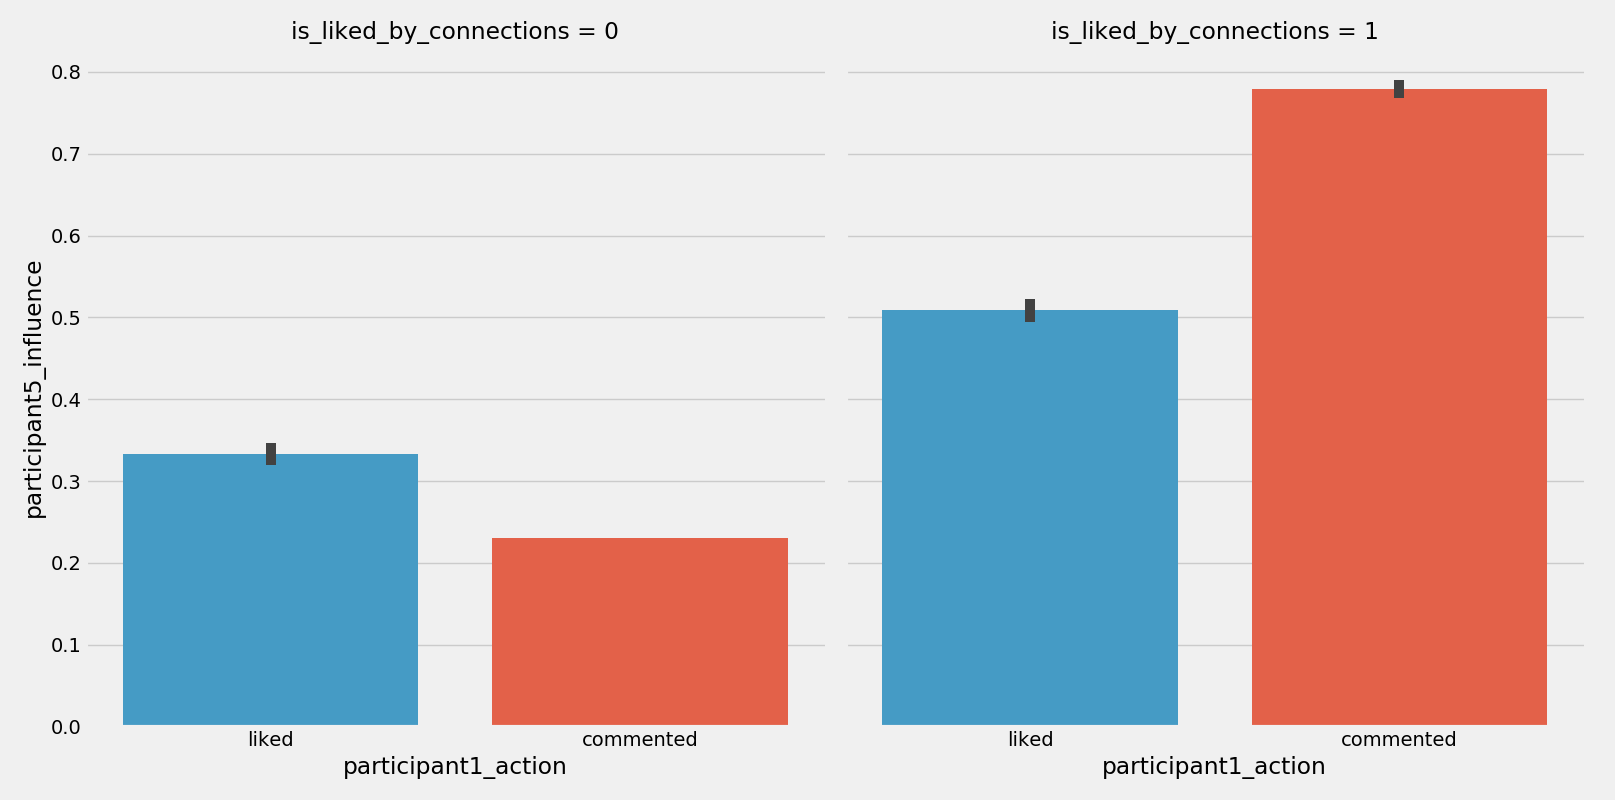 is_liked_by_connections = 0
is_liked_by_connections = 1
participant5_influence
0.8
0.7
0.6
0.5
0.4
0.3
0.2
0.1
0.0
liked
commented
liked
commented
participant1_action
participant1_action